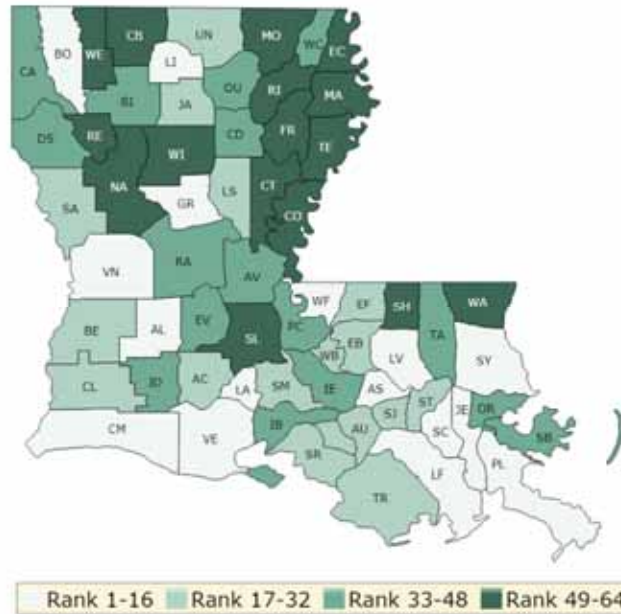 BO
WE
CB
UN
MO
WC
EC
CA
LI
BI
JA
OU
RI
MA
DS
RE
CD
FR
TE
WI
NA
LS
CT
SA
GR
CO
VN
RA
AV
WF
EF
SH
TA
WA
BE
AL
EV
SL
PC
WB
EB
LV
SY
CL
JD
AC
LA
SM
IE
AS
SJ
ST
JE
OR
SB
CM
VE
IB
AU
SC
SR
LF
PL
TR
Rank 1-16 Rank 17-32 Rank 33-48 Rank 49-64